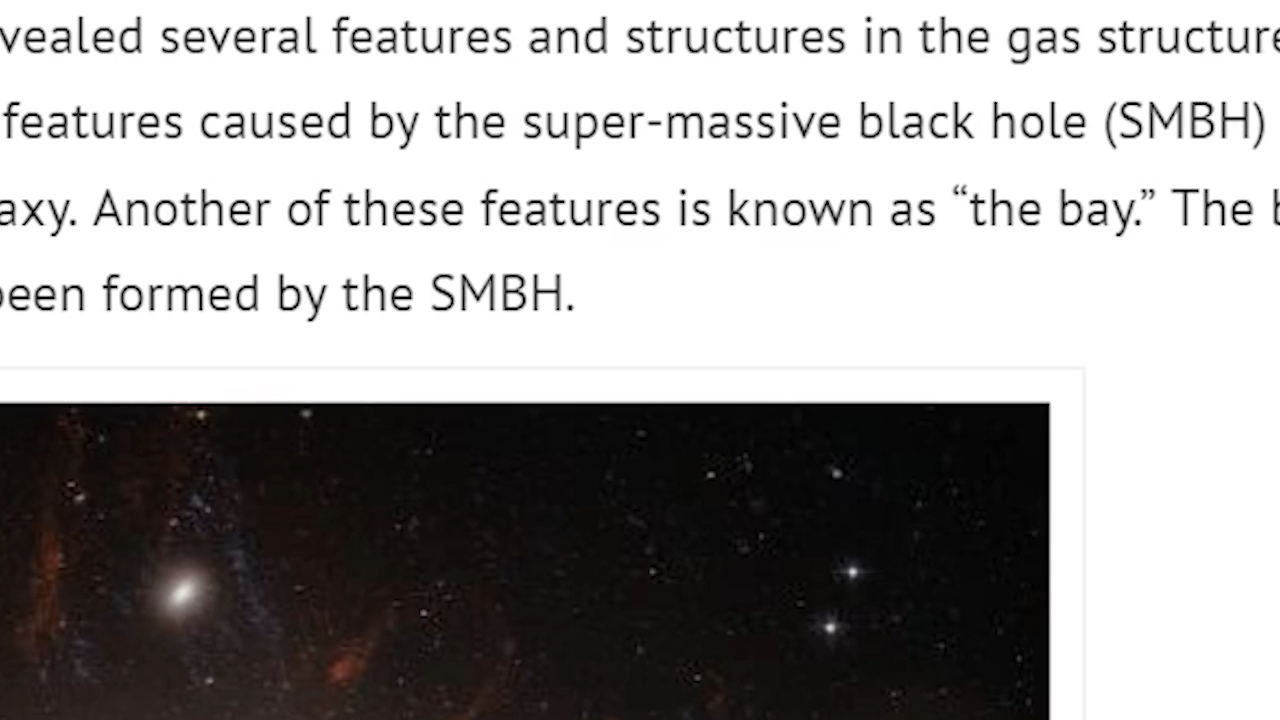 vealed several features and structures in the gas structure
features caused by the super-massive black hole (SMBH)
axy. Another of these features is known as “the bay.” The
been formed by the SMBH.